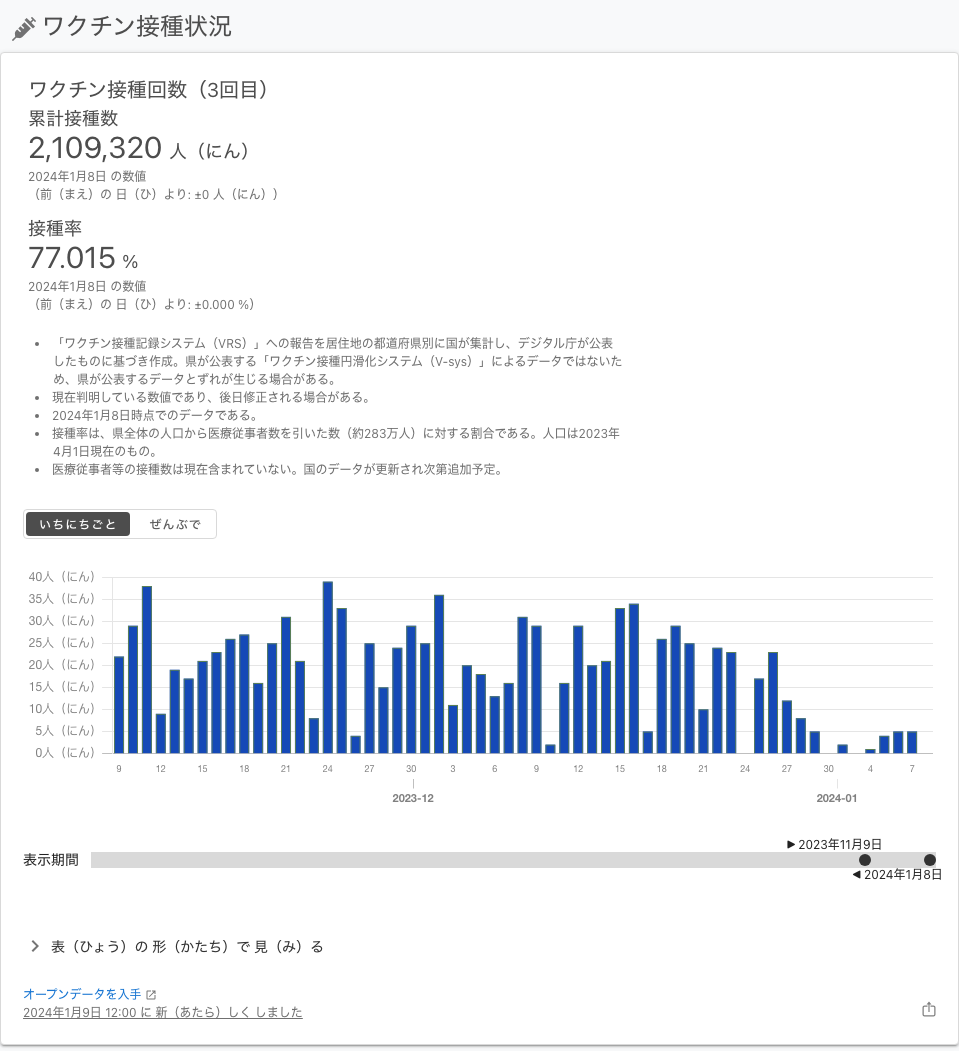 ワクチン接種状況
ワクチン接種回数（3回目）
累計接種数
2,109,320 人（にん）
2024年1月8日 の数値
（前（まえ）の 日（ひ）より: ±0 人（にん））
接種率
77.015 %
2024年1月8日 の数値
（前（まえ）の 日（ひ）より: ±0.000 %）
• 「ワクチン接種記録システム（VRS）」への報告を居住地の都道府県別に国が集計し、デジタル庁が公表
したものに基づき作成。県が公表する「ワクチン接種円滑化システム（V-sys）」によるデータではないた
め、県が公表するデータとずれが生じる場合がある。
• 現在判明している数値であり、後日修正される場合がある。
• 2024年1月8日時点でのデータである。
• 接種率は、県全体の人口から医療従事者数を引いた数（約283万人）に対する割合である。人口は2023年
4月1日現在のもの。
• 医療従事者等の接種数は現在含まれていない。国のデータが更新され次第追加予定。
いちにちごと ぜんぶで
40人（にん）
35人（にん）
30人（にん）
25人（にん）
20人（にん）
15人（にん）
10人（にん）
5人（にん）
0人（にん）
9 12 15 18 21 24 27 30 3 6 9 12 15 18 21 24 27 30 4 7
2023-12 2024-01
▶ 2023年11月9日
表示期間
◀ 2024年1月8日
表（ひょう）の 形（かたち）で 見（み）る
オープンデータを入手
2024年1月9日 12:00 に 新（あたら）しく しました